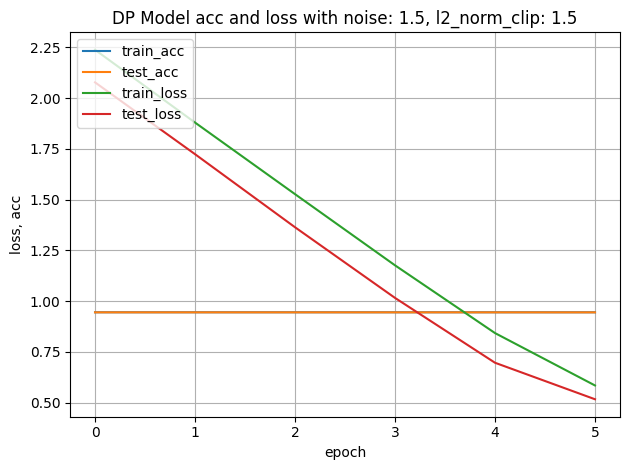 DP Model acc and loss with noise: 1.5, l2_norm_clip: 1.5
train_acc
test_acc
train_loss
test_loss
2.25
2.00
1.75
1.50
1.25
1.00
0.75
0.50
loss, acc
0 1 2 3 4 5
epoch